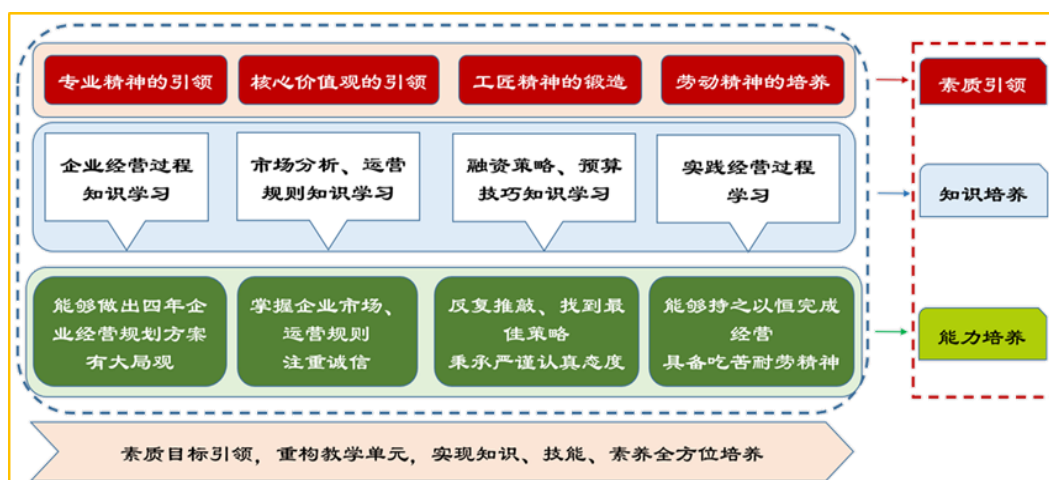 专业精神的引领
核心价值观的引领
工匠精神的锻造
劳动精神的培养
素质引领
企业经营过程
知识学习
市场分析、运营
规则知识学习
融资策略、预算
技巧知识学习
实践经营过程
学习
知识培养
能够做出四年企
业经营规划方案
有大局观
掌握企业市场、
运营规则
注重诚信
反复推敲、找到最
佳策略
秉承严谨认真态度
能够持之以恒完成
经营
具备吃苦耐劳精神
能力培养
素质目标引领，重构教学单元，实现知识、技能、素养全方位培养